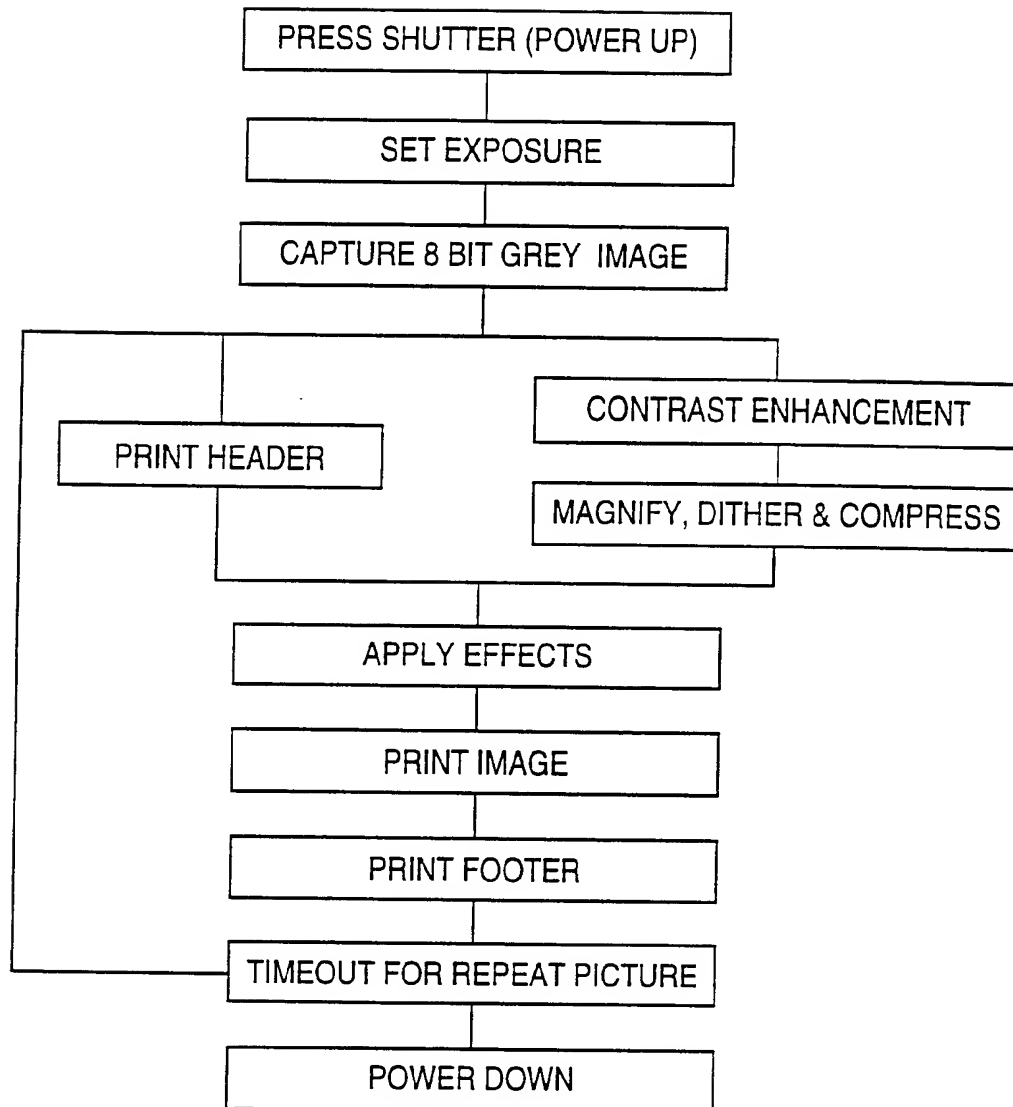 PRESS SHUTTER (POWER UP)
SET EXPOSURE
CAPTURE 8 BIT GREY IMAGE
CONTRAST ENHANCEMENT
PRINT HEADER
MAGNIFY, DITHER & COMPRESS
APPLY EFFECTS
PRINT IMAGE
PRINT FOOTER
TIMEOUT FOR REPEAT PICTURE
POWER DOWN